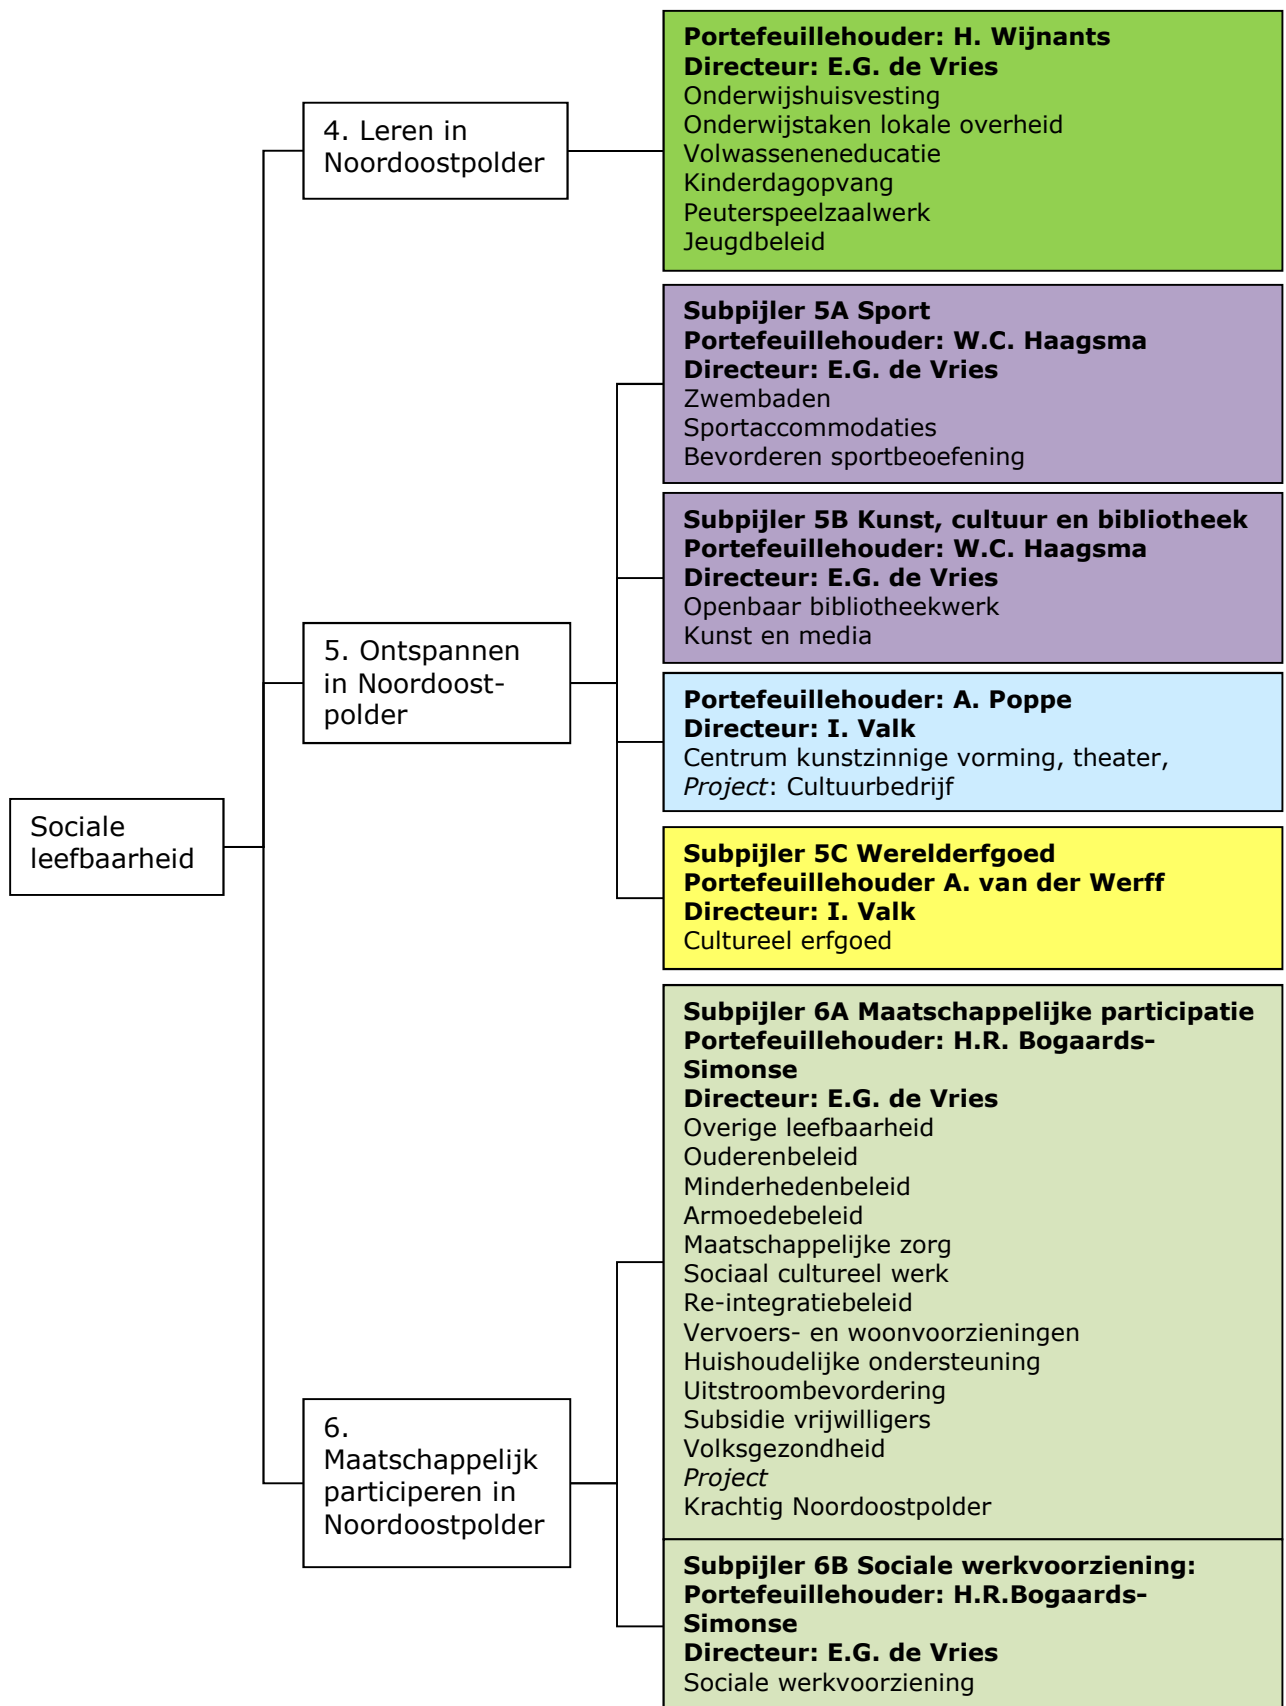 Sociale
leefbaarheid
4. Leren in
Noordoostpolder
Portefeuillehouder: H. Wijnants
Directeur: E.G. de Vries
Onderwijshuisvesting
Onderwijstaken lokale overheid
Volwasseneneducatie
Kinderdagopvang
Peuterspeelzaalwerk
Jeugdbeleid
5. Ontspannen
in Noordoost-
polder
Subpijler 5A Sport
Portefeuillehouder: W.C. Haagsma
Directeur: E.G. de Vries
Zwembaden
Sportaccommodaties
Bevorderen sportbeoefening
Subpijler 5B Kunst, cultuur en bibliotheek
Portefeuillehouder: W.C. Haagsma
Directeur: E.G. de Vries
Openbaar bibliotheekwerk
Kunst en media
Portefeuillehouder: A. Poppe
Directeur: I. Valk
Centrum kunstzinnige vorming, theater,
Project: Cultuurbedrijf
Subpijler 5C Werelderfgoed
Portefeuillehouder A. van der Werff
Directeur: I. Valk
Cultureel erfgoed
6.
Maatschappelijk
participeren in
Noordoostpolder
Subpijler 6A Maatschappelijke participatie
Portefeuillehouder: H.R. Bogaards-
Simonse
Directeur: E.G. de Vries
Overige leefbaarheid
Ouderenbeleid
Minderhedenbeleid
Armoedebeleid
Maatschappelijke zorg
Sociaal cultureel werk
Re-integratiebeleid
Vervoers- en woonvoorzieningen
Huishoudelijke ondersteuning
Uitstroombevordering
Subsidie vrijwilligers
Volksgezondheid
Project
Krachtig Noordoostpolder
Subpijler 6B Sociale werkvoorziening:
Portefeuillehouder: H.R.Bogaards-
Simonse
Directeur: E.G. de Vries
Sociale werkvoorziening